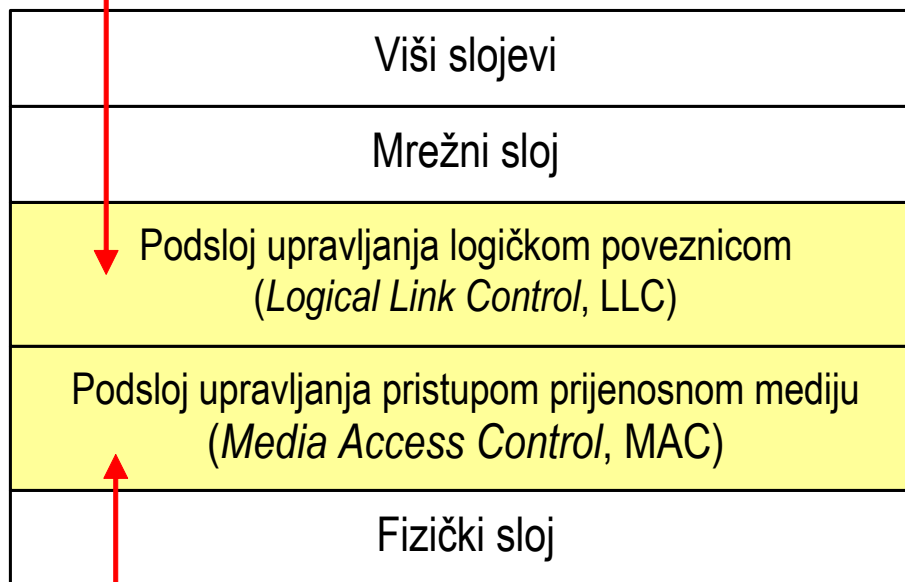 Viši slojevi
Mrežni sloj
Podsloj upravljanja logičkom poveznicom
(Logical Link Control, LLC)
Podsloj upravljanja pristupom prijenosnom mediju
(Media Access Control, MAC)
Fizički sloj